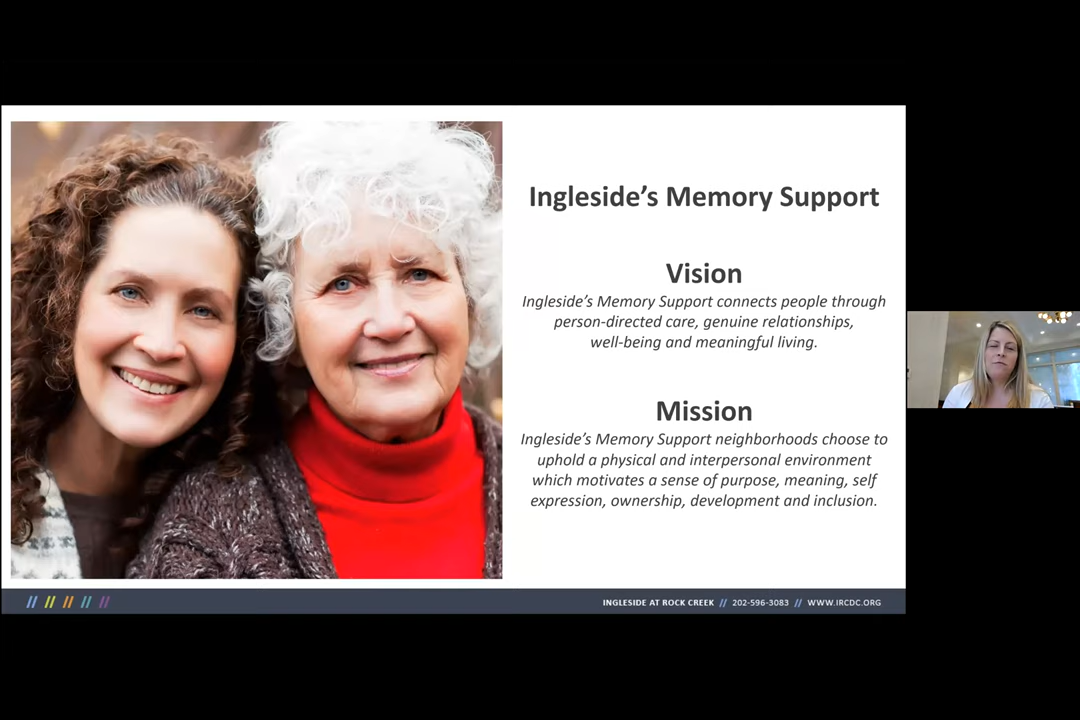 Ingleside’s Memory Support
Vision
Ingleside’s Memory Support connects people through
person-directed care, genuine relationships,
well-being and meaningful living.
Mission
Ingleside’s Memory Support neighborhoods choose to
uphold a physical and interpersonal environment
which motivates a sense of purpose, meaning, self
expression, ownership, development and inclusion.
INGLESIDE AT ROCK CREEK // 202-596-3083 // WWW.IRCDC.ORG